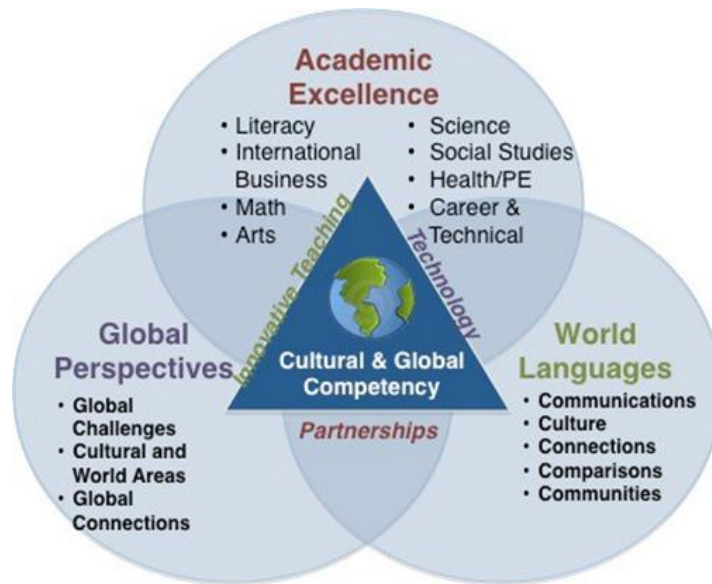 Academic
Excellence
• Literacy
• International
Business
• Math
• Arts
• Science
• Social Studies
• Health/PE
• Career &
Technical
Innovative Teaching
Technology
Cultural & Global
Competency
Partnerships
Global
Perspectives
• Global
Challenges
• Cultural and
World Areas
• Global
Connections
World
Languages
• Communications
• Culture
• Connections
• Comparisons
• Communities